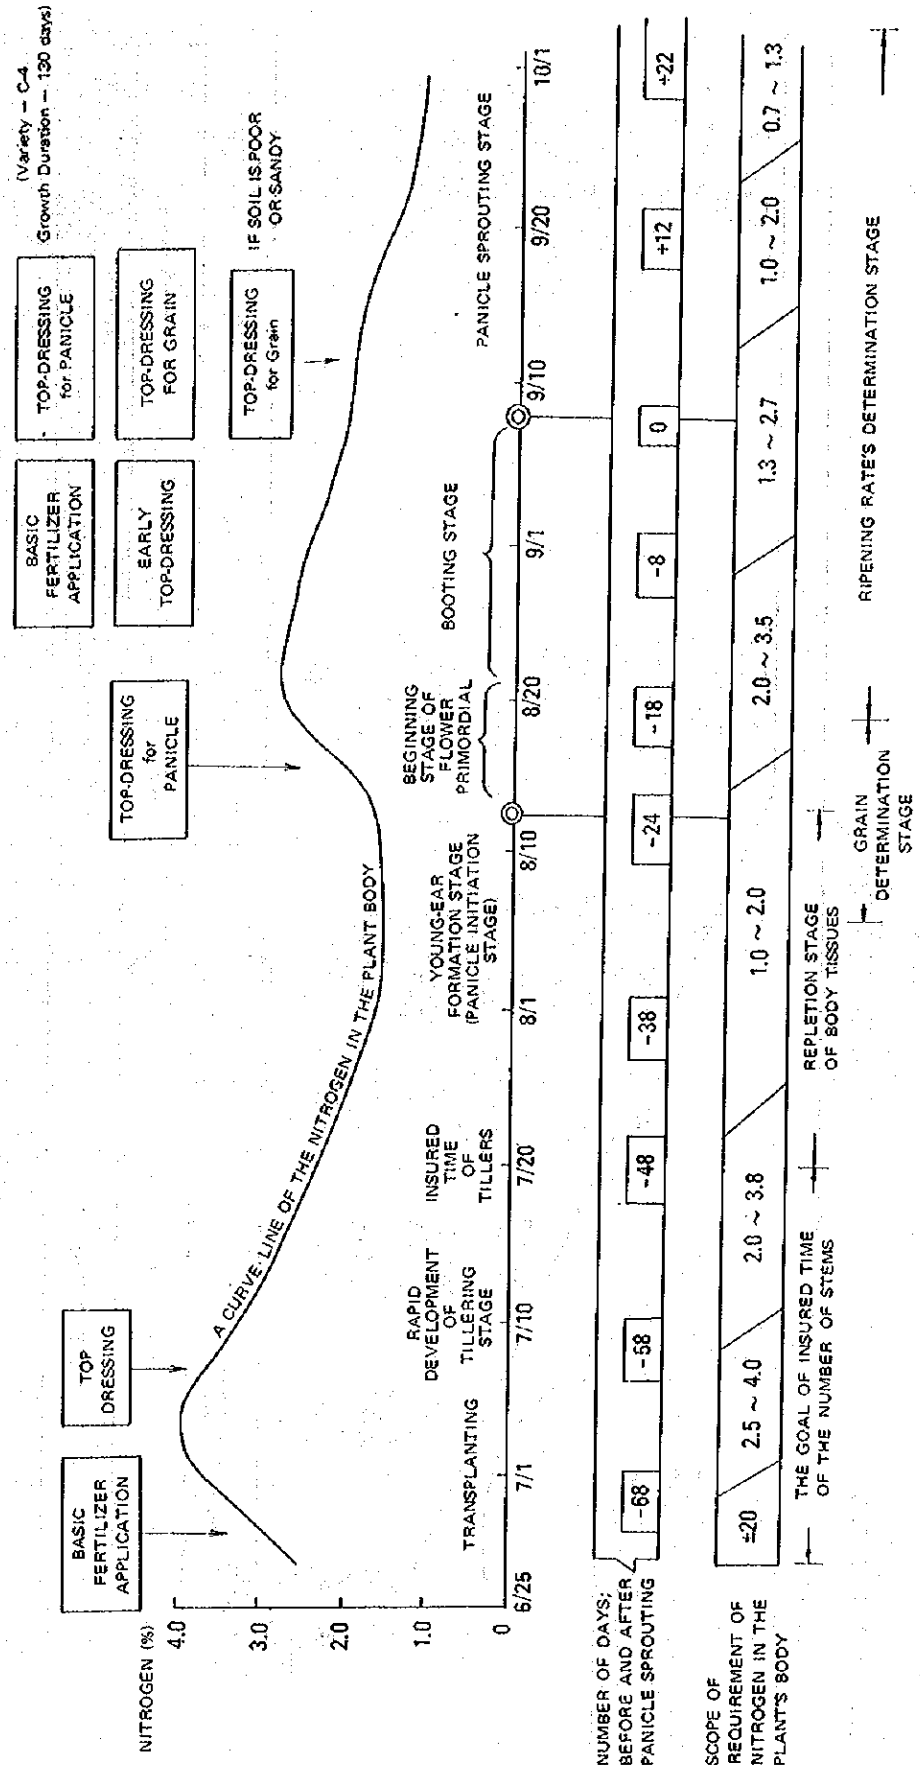 (Variety – C-4
Growth Duration – 130 days)
BASIC
FERTILIZER
APPLICATION
TOP-DRESSING
for PANICLE
EARLY
TOP-DRESSING
TOP-DRESSING
FOR GRAIN
BASIC
FERTILIZER
APPLICATION
TOP
DRESSING
TOP-DRESSING
for
PANICLE
TOP-DRESSING
for Grain
IF SOIL IS POOR
OR SANDY
NITROGEN (%)
4.0
3.0
2.0
1.0
0
A CURVE LINE OF THE NITROGEN IN THE PLANT BODY
TRANSPLANTING
RAPID
DEVELOPMENT
OF
TILLERING
STAGE
INSURED
TIME
OF
TILLERS
YOUNG-EAR
FORMATION STAGE
(PANICLE INITIATION
STAGE)
BEGINNING
STAGE OF
FLOWER
PRIMORDIAL
BOOTING STAGE
PANICLE SPROUTING STAGE
6/25 7/1 7/10 7/20 8/1 8/10 8/20 9/1 9/10 9/20 10/1
NUMBER OF DAYS;
BEFORE AND AFTER
PANICLE SPROUTING
-68 -58 -48 -38 -24 -18 -8 0 +12 +22
SCOPE OF
REQUIREMENT OF
NITROGEN IN THE
PLANT'S BODY
±20 2.5 ~ 4.0 2.0 ~ 3.8 1.0 ~ 2.0 2.0 ~ 3.5 1.3 ~ 2.7 1.0 ~ 2.0 0.7 ~ 1.3
THE GOAL OF INSURED TIME
OF THE NUMBER OF STEMS
REPLETION STAGE
OF BODY TISSUES
GRAIN
DETERMINATION
STAGE
RIPENING RATE'S DETERMINATION STAGE